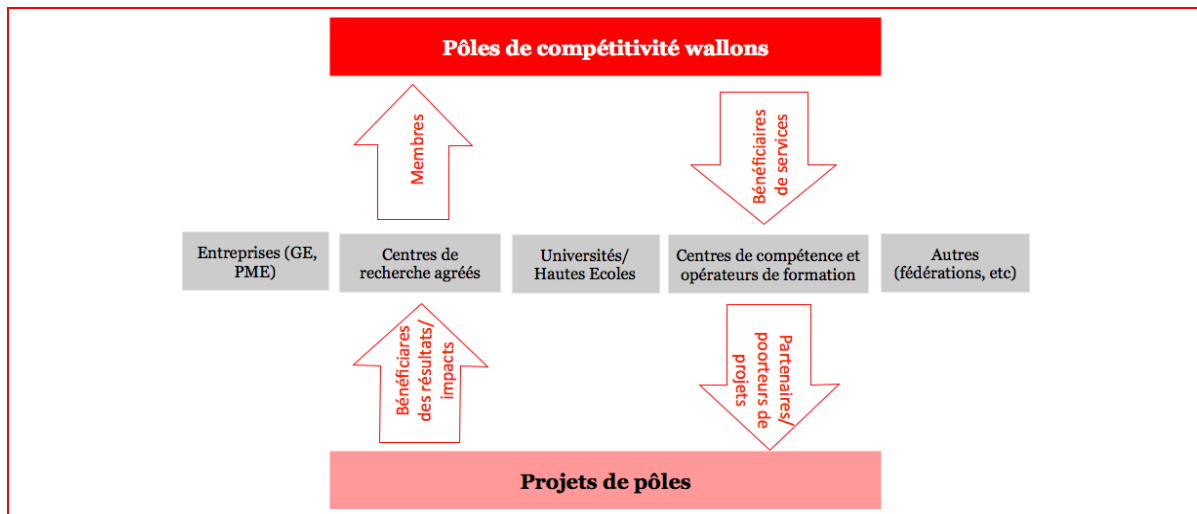 Pôles de compétitivité wallons
Membres
Bénéficiaires
de services
Entreprises (GE,
PME)
Centres de
recherche agréés
Universités/
Hautes Ecoles
Centres de compétence et
opérateurs de formation
Autres
(fédérations, etc)
Bénéficiares
des résultats/
impacts
Partenaires/
poorteurs de
projets
Projets de pôles